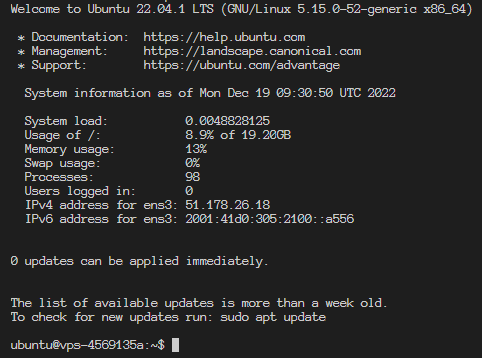 Welcome to Ubuntu 22.04.1 LTS (GNU/Linux 5.15.0-52-generic x86_64)
* Documentation: https://help.ubuntu.com
* Management: https://landscape.canonical.com
* Support: https://ubuntu.com/advantage
System information as of Mon Dec 19 09:30:50 UTC 2022
System load: 0.0048828125
Usage of /: 8.9% of 19.20GB
Memory usage: 13%
Swap usage: 0%
Processes: 98
Users logged in: 0
IPv4 address for ens3: 51.178.26.18
IPv6 address for ens3: 2001:41d0:305:2100::a556
0 updates can be applied immediately.
The list of available updates is more than a week old.
To check for new updates run: sudo apt update
ubuntu@vps-4569135a:~$